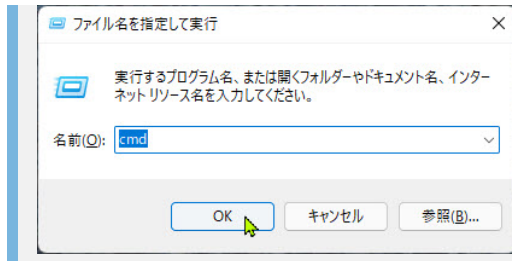 ファイル名を指定して実行
実行するプログラム名、または開くフォルダーやドキュメント名、インター
ネット リソース名を入力してください。
名前(O): cmd
OK キャンセル 参照(B)...